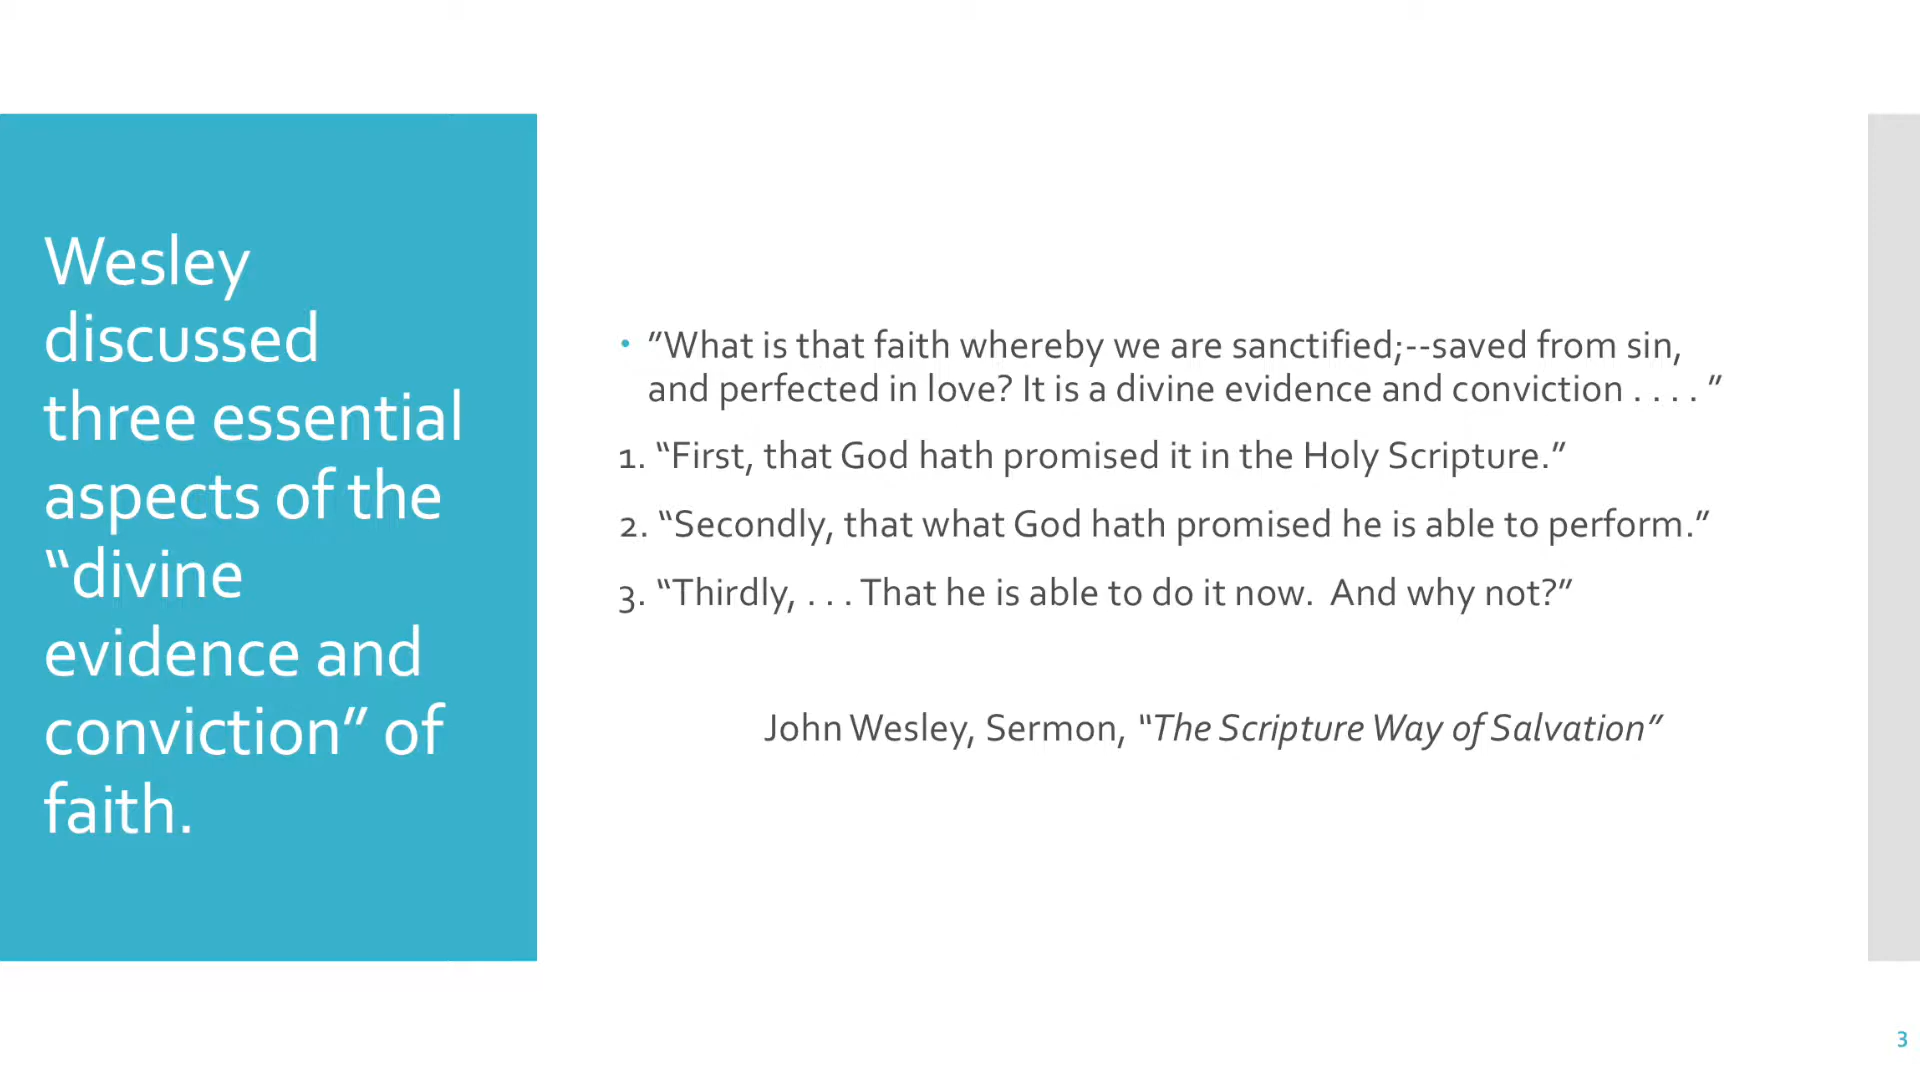 Wesley
discussed
three essential
aspects of the
“divine
evidence and
conviction” of
faith.
• ”What is that faith whereby we are sanctified;--saved from sin,
and perfected in love? It is a divine evidence and conviction . . . . ”
1. “First, that God hath promised it in the Holy Scripture.”
2. “Secondly, that what God hath promised he is able to perform.”
3. “Thirdly, . . . That he is able to do it now.  And why not?”
John Wesley, Sermon, “The Scripture Way of Salvation”
3